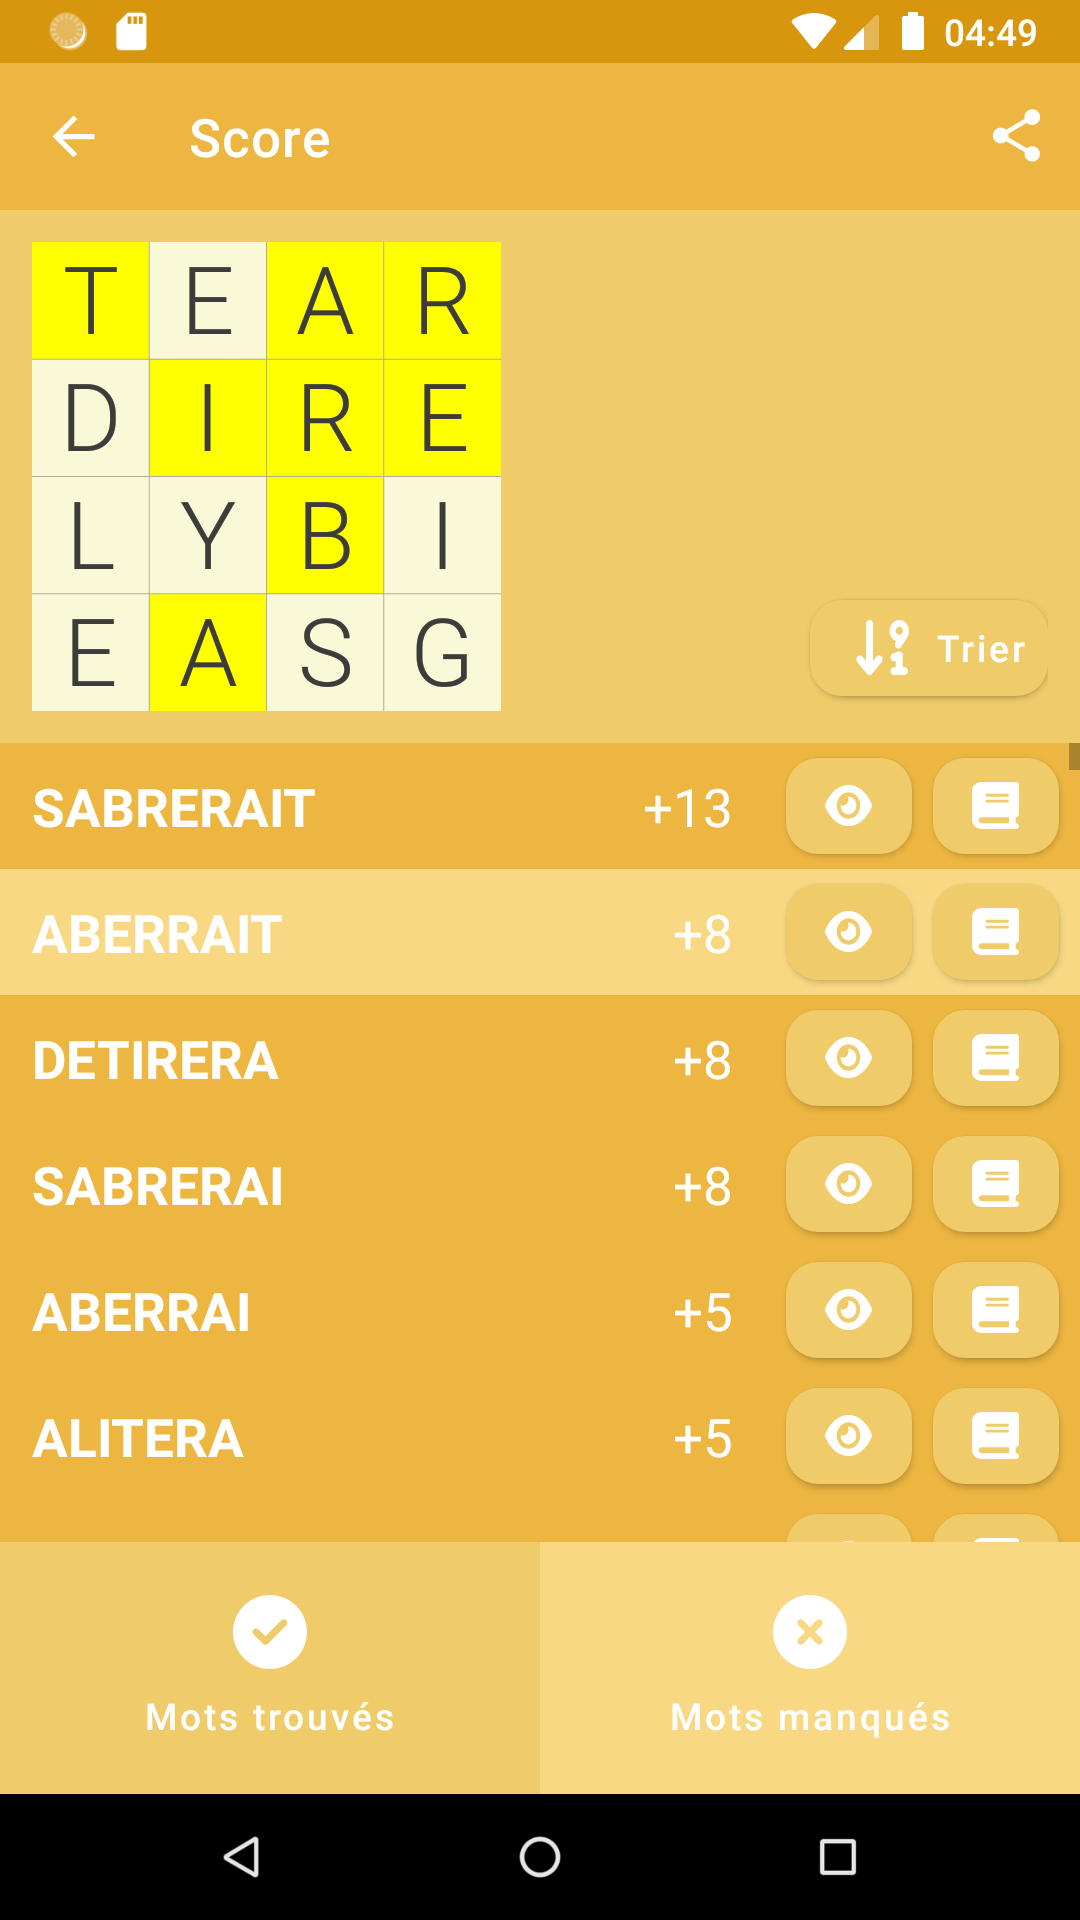 04:49
Score
T E A R
D I R E
L Y B I
E A S G
Trier
SABRERAIT +13
ABERRAIT +8
DETIRERA +8
SABRERAI +8
ABERRAI +5
ALITERA +5
Mots trouvés
Mots manqués